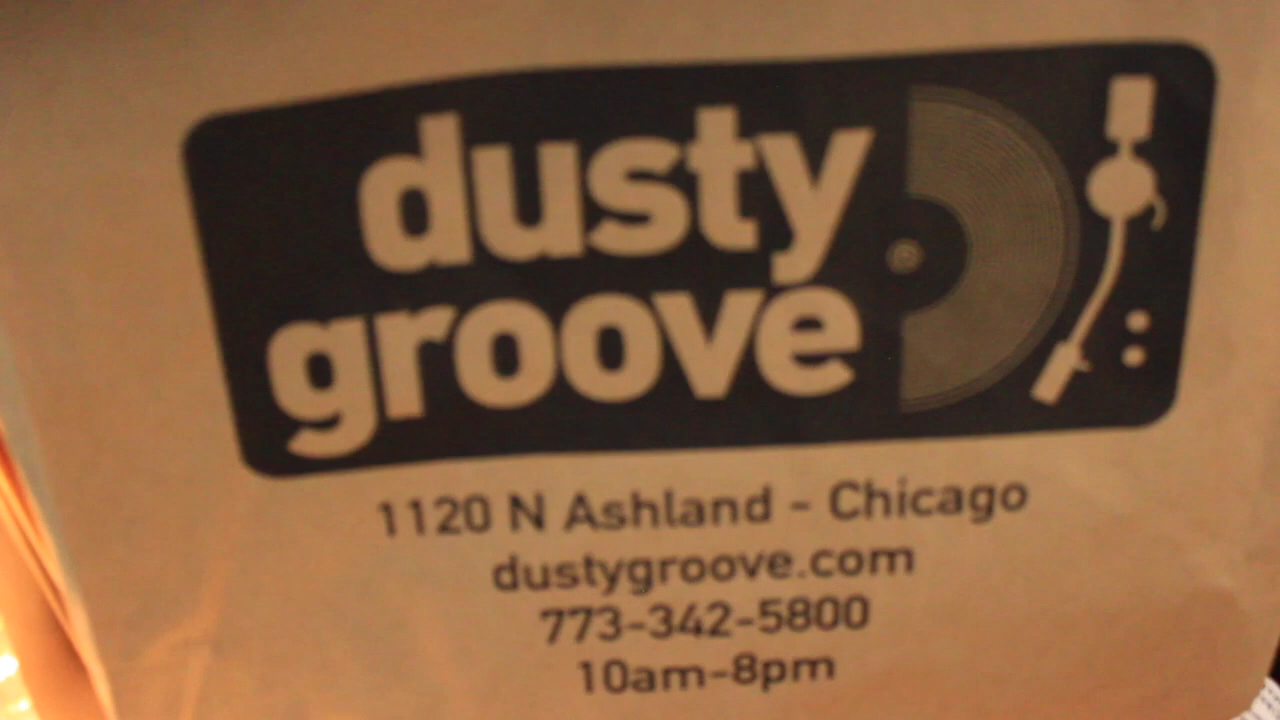 dusty
groove
1120 N Ashland - Chicago
dustygroove.com
773-342-5800
10am-8pm